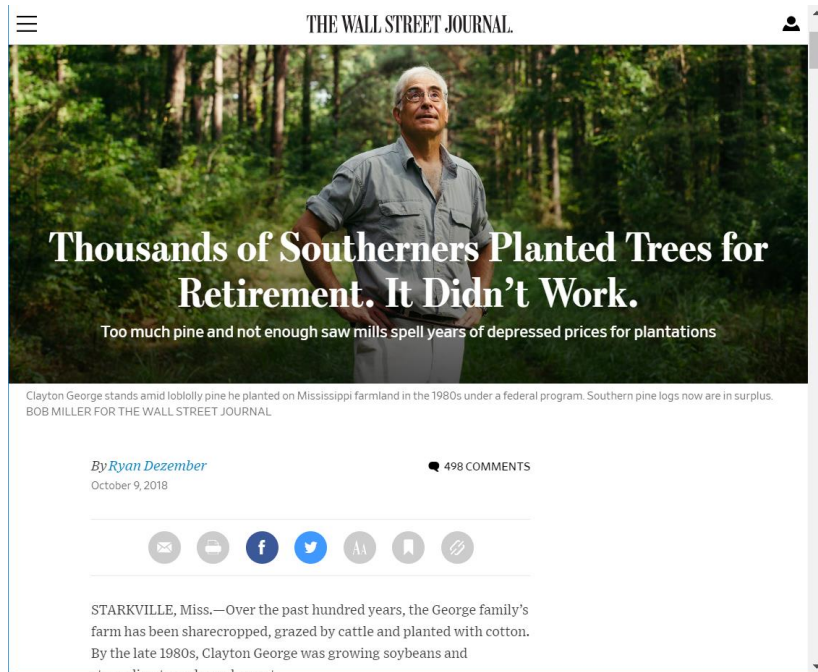 THE WALL STREET JOURNAL.
Thousands of Southerners Planted Trees for
Retirement. It Didn't Work.
Too much pine and not enough saw mills spell years of depressed prices for plantations
Clayton George stands amid loblolly pine he planted on Mississippi farmland in the 1980s under a federal program. Southern pine logs now are in surplus.
BOB MILLER FOR THE WALL STREET JOURNAL
By Ryan Dezember
498 COMMENTS
October 9, 2018
f
AA
STARKVILLE, Miss.—Over the past hundred years, the George family's
farm has been sharecropped, grazed by cattle and planted with cotton.
By the late 1980s, Clayton George was growing soybeans and